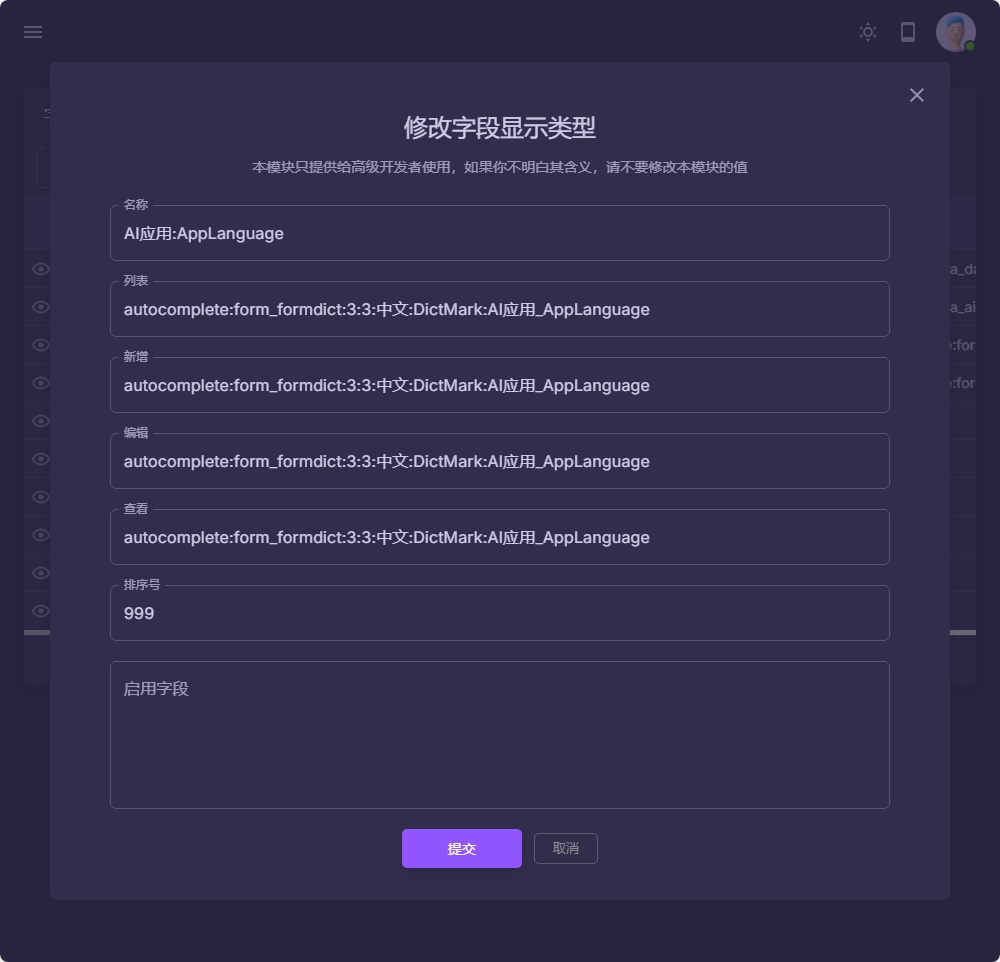 修改字段显示类型
本模块只提供给高级开发者使用，如果你不明白其含义，请不要修改本模块的值
名称
AI应用:AppLanguage
列表
autocomplete:form_formdict:3:3:中文:DictMark:AI应用_AppLanguage
新增
autocomplete:form_formdict:3:3:中文:DictMark:AI应用_AppLanguage
编辑
autocomplete:form_formdict:3:3:中文:DictMark:AI应用_AppLanguage
查看
autocomplete:form_formdict:3:3:中文:DictMark:AI应用_AppLanguage
排序号
999
启用字段
提交 取消